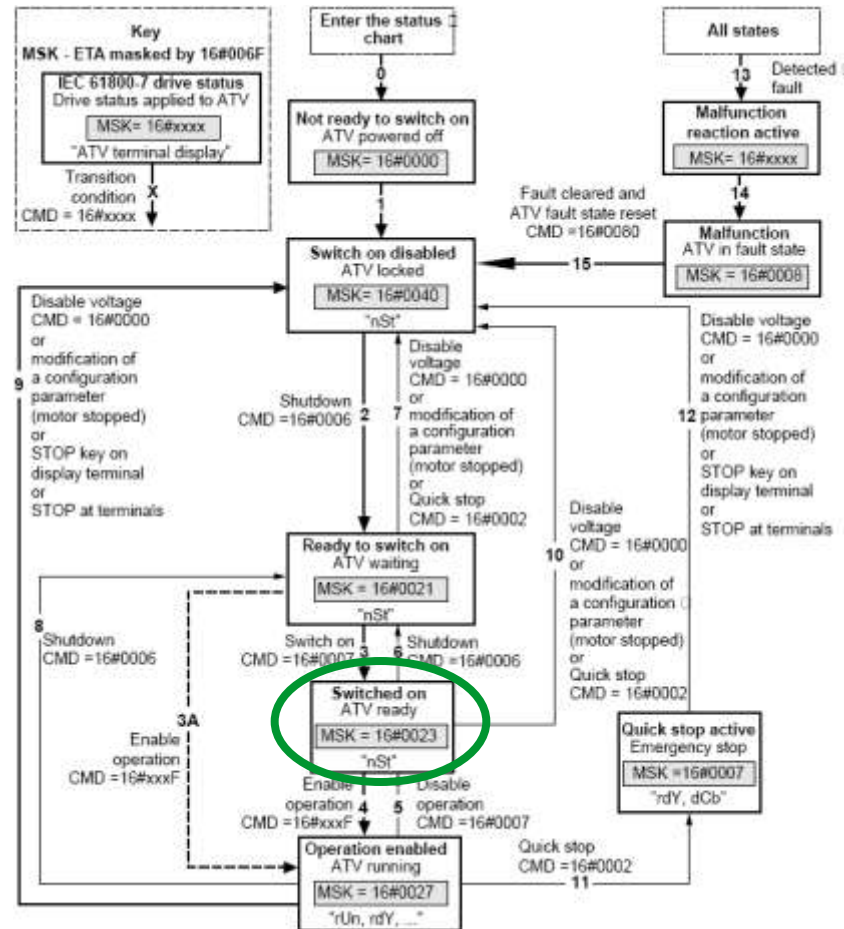 Key
MSK - ETA masked by 16#006F
IEC 61800-7 drive status
Drive status applied to ATV
MSK= 16#xxxx
"ATV terminal display"
Transition
condition
CMD = 16#xxxx
X
Enter the status
chart
0
Not ready to switch on
ATV powered off
MSK= 16#0000
1
All states
13
Detected
fault
Malfunction
reaction active
MSK= 16#xxxx
14
Malfunction
ATV in fault state
MSK = 16#0008
Fault cleared and
ATV fault state reset
CMD =16#0080
15
Switch on disabled
ATV locked
MSK= 16#0040
"nSt"
Disable voltage
CMD = 16#0000
or
modification of
a configuration
parameter
(motor stopped)
or
STOP key on
display terminal
or
STOP at terminals
9
Shutdown
CMD =16#0006
2
7
Disable
voltage
CMD = 16#0000
or
modification of
a configuration
parameter
(motor stopped)
or
Quick stop
CMD = 16#0002
Disable voltage
CMD = 16#0000
or
modification of
a configuration
parameter
(motor stopped)
or
STOP key on
display terminal
or
STOP at terminals
12
Ready to switch on
ATV waiting
MSK = 16#0021
"nSt"
10
Disable
voltage
CMD = 16#0000
or
modification of
a configuration
parameter
(motor stopped)
or
Quick stop
CMD = 16#0002
8
Shutdown
CMD =16#0006
Switch on
CMD =16#0007
3
6
Shutdown
CMD =16#0006
Switched on
ATV ready
MSK = 16#0023
"nSt"
3A
Enable
operation
CMD =16#xxxF
Enable
operation
CMD =16#xxxF
4
5
Disable
operation
CMD =16#0007
Quick stop active
Emergency stop
MSK =16#0007
"rdY, dCb"
Operation enabled
ATV running
MSK = 16#0027
"rUn, rdY, ..."
Quick stop
CMD =16#0002
11